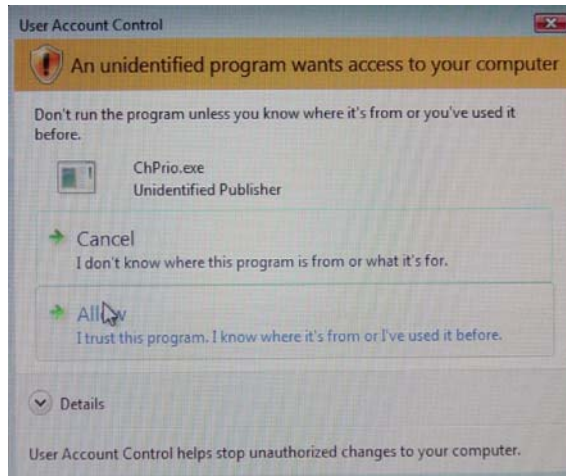 User Account Control
An unidentified program wants access to your computer
Don't run the program unless you know where it's from or you've used it
before.
ChPrio.exe
Unidentified Publisher
Cancel
I don't know where this program is from or what it's for.
Allow
I trust this program. I know where it's from or I've used it before.
Details
User Account Control helps stop unauthorized changes to your computer.